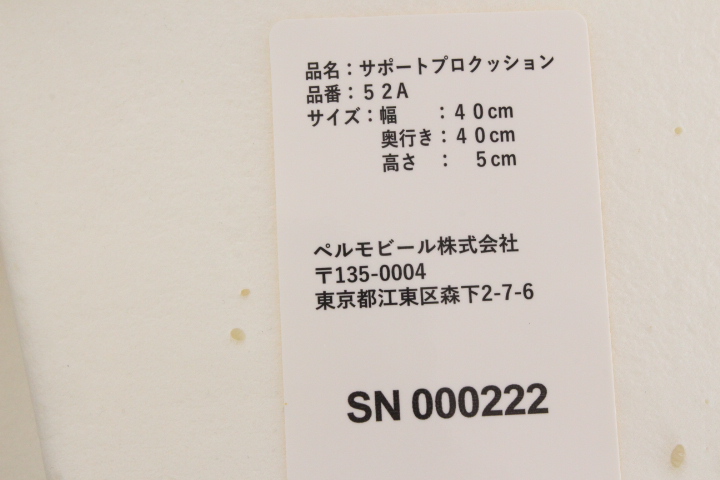 品名：サポートプロクッション
品番：５２A
サイズ：幅　　：４０cm
奥行き：４０cm
高さ　：　５cm
ペルモビール株式会社
〒135-0004
東京都江東区森下2-7-6
SN 000222